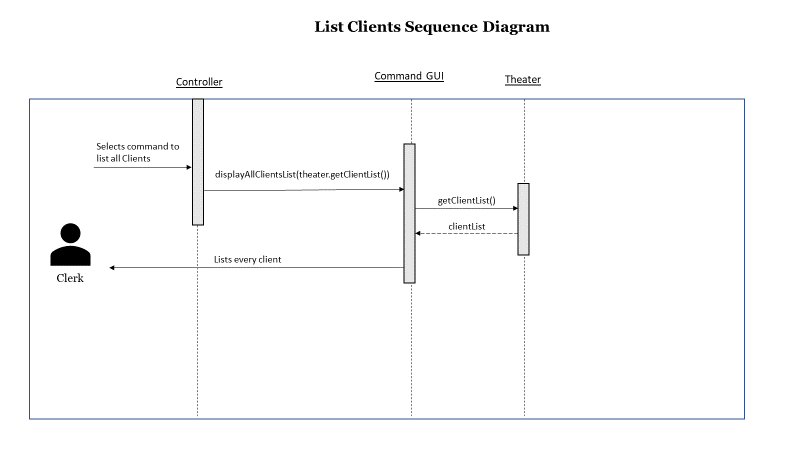 List Clients Sequence Diagram
Controller
Command GUI
Theater
Selects command to
list all Clients
displayAllClientsList(theater.getClientList())
getClientList()
clientList
Lists every client
Clerk